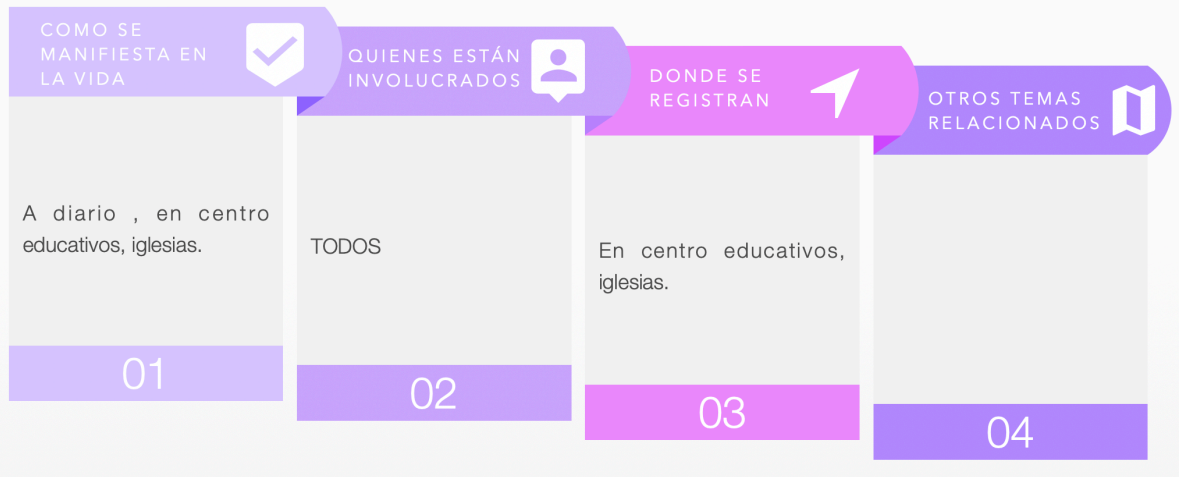 COMO SE
MANIFIESTA EN
LA VIDA
A diario , en centro
educativos, iglesias.
01
QUIENES ESTÁN
INVOLUCRADOS
TODOS
02
DONDE SE
REGISTRAN
En centro educativos,
iglesias.
03
OTROS TEMAS
RELACIONADOS
04